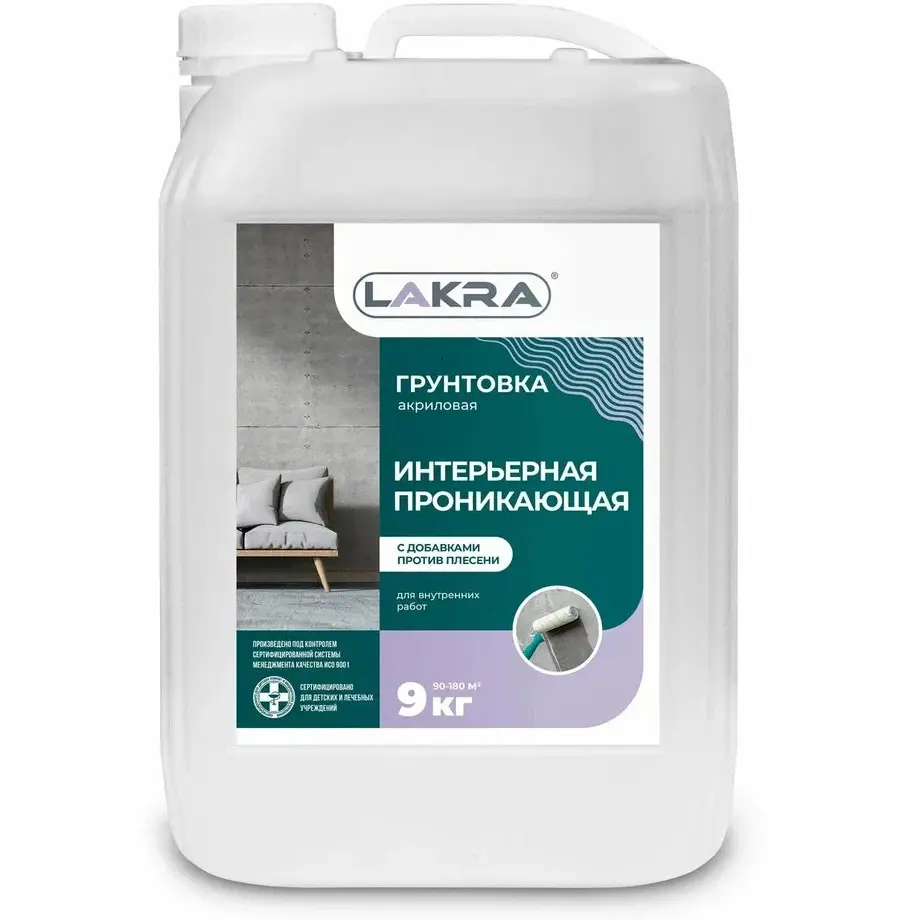 LAKRA®
ГРУНТОВКА
акриловая
ИНТЕРЬЕРНАЯ
ПРОНИКАЮЩАЯ
С ДОБАВКАМИ
ПРОТИВ ПЛЕСЕНИ
для внутренних
работ
ПРОИЗВЕДЕНО ПОД КОНТРОЛЕМ
СЕРТИФИЦИРОВАННОЙ СИСТЕМЫ
МЕНЕДЖМЕНТА КАЧЕСТВА ИСО 9001
СЕРТИФИЦИРОВАНО
ДЛЯ ДЕТСКИХ И ЛЕЧЕБНЫХ
УЧРЕЖДЕНИЙ
90-180 М²
9 КГ